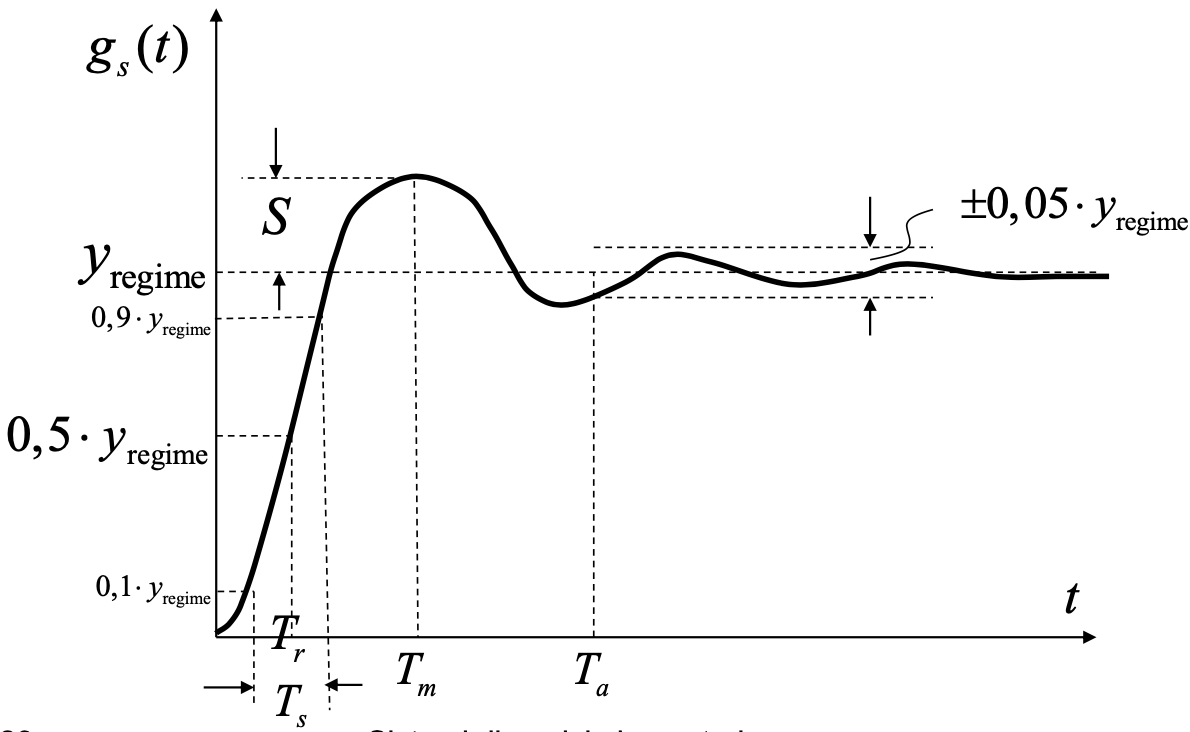 g_s(t)
S
±0,05 · y_regime
y_regime
0,9 · y_regime
0,5 · y_regime
0,1 · y_regime
t
T_r
T_m
T_a
T_s